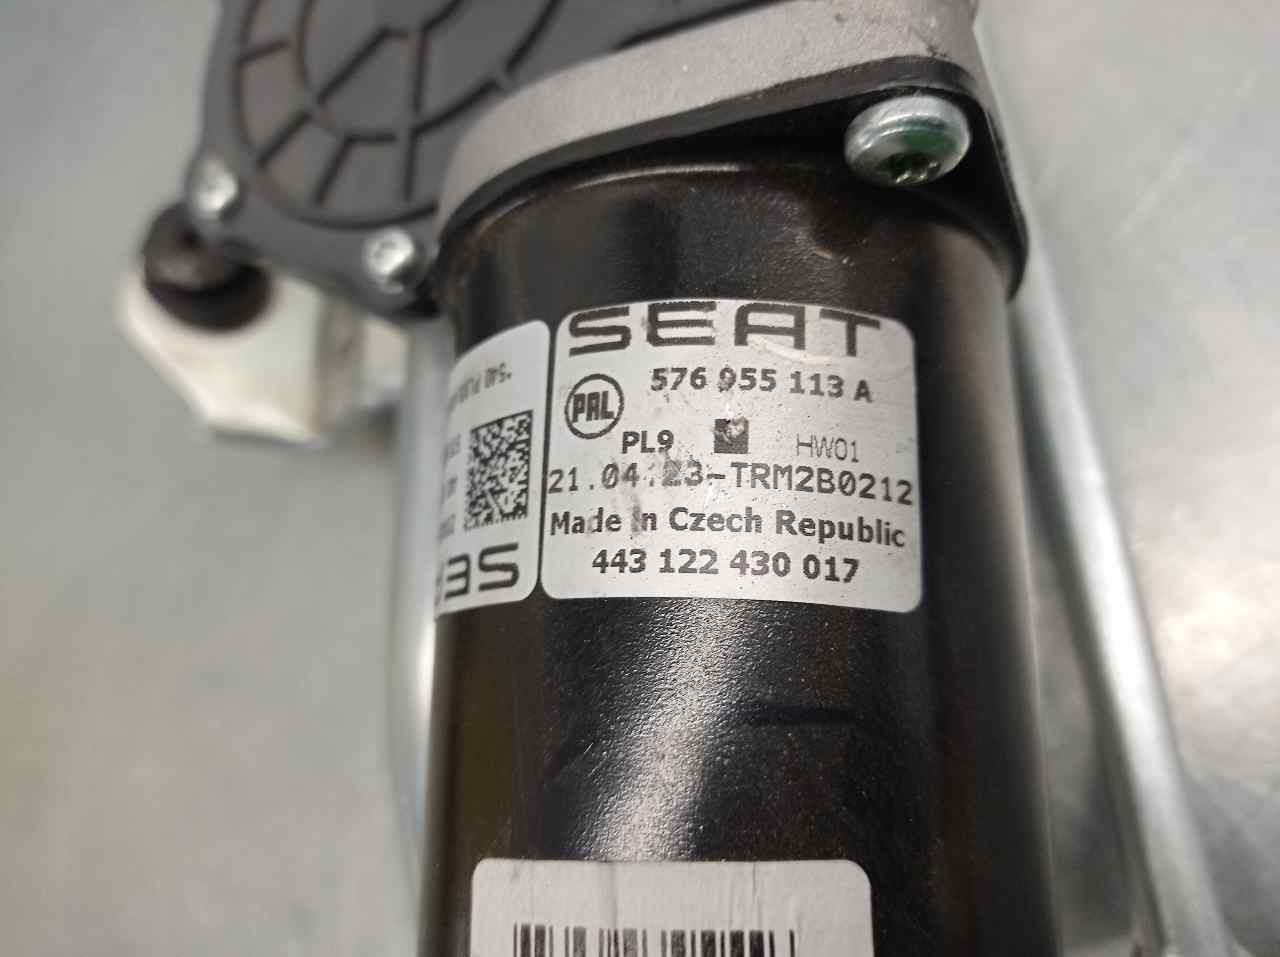 SEAT
576 955 113 A
PAL
PL9 HW01
21.04.23-TRM2B0212
Made in Czech Republic
443 122 430 017